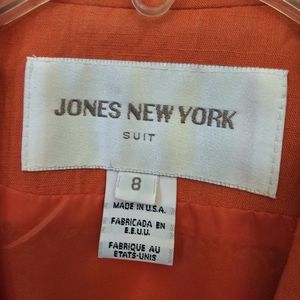 JONES NEW YORK
SUIT
8
MADE IN U.S.A.
FABRICADA EN
E.E.U.U.
FABRIQUE AU
ETATS-UNIS